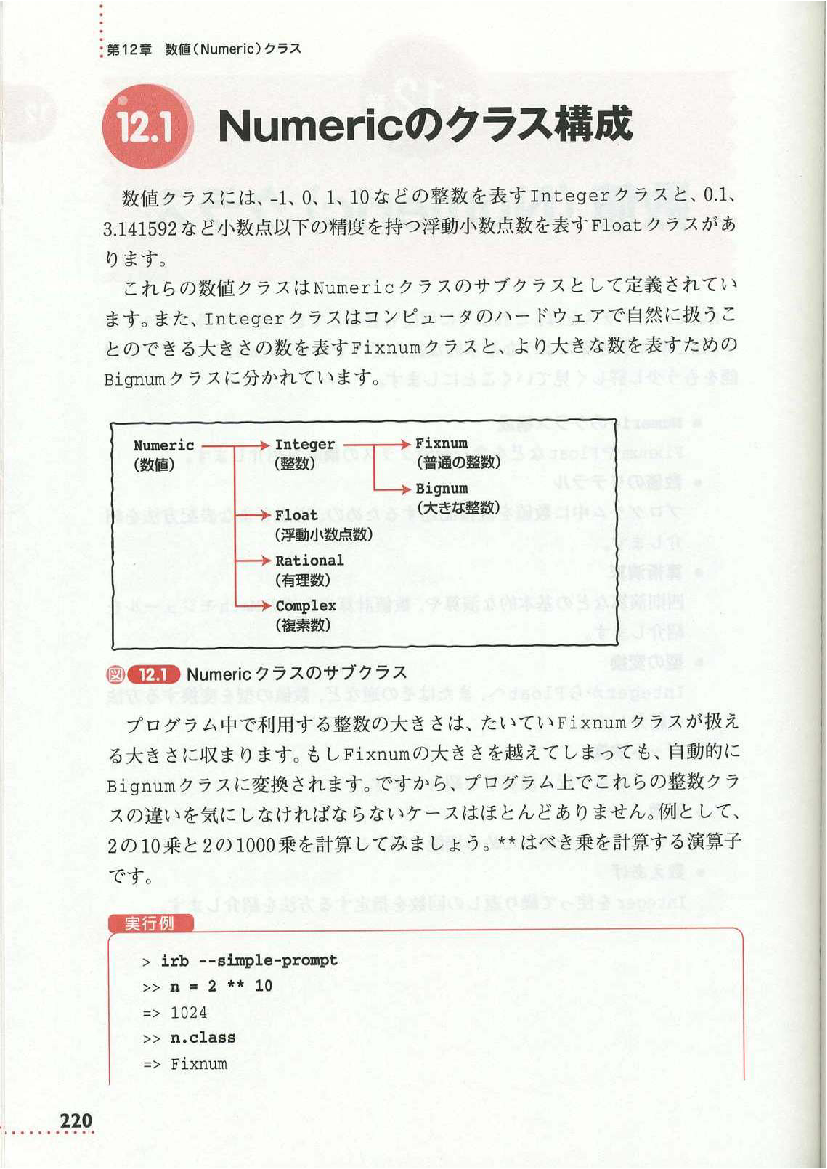 第12章 数値(Numeric)クラス
12.1 Numericのクラス構成
数値クラスには、-1、0、1、10などの整数を表すIntegerクラスと、0.1、
3.141592など小数点以下の精度を持つ浮動小数点数を表すFloatクラスがあ
ります。
これらの数値クラスはNumericクラスのサブクラスとして定義されてい
ます。また、Integerクラスはコンピュータのハードウェアで自然に扱うこ
とのできる大きさの数を表すFixnumクラスと、より大きな数を表すための
Bignumクラスに分かれています。
Numeric Integer Fixnum
(数値) (整数) (普通の整数)
Bignum
(大きな整数)
Float
(浮動小数点数)
Rational
(有理数)
Complex
(複素数)
図 12.1 Numericクラスのサブクラス
プログラム中で利用する整数の大きさは、たいていFixnumクラスが扱え
る大きさに収まります。もしFixnumの大きさを越えてしまっても、自動的に
Bignumクラスに変換されます。ですから、プログラム上でこれらの整数クラ
スの違いを気にしなければならないケースはほとんどありません。例として、
2の10乗と2の1000乗を計算してみましょう。**はべき乗を計算する演算子
です。
実行例
> irb --simple-prompt
>> n = 2 ** 10
=> 1024
>> n.class
=> Fixnum
220